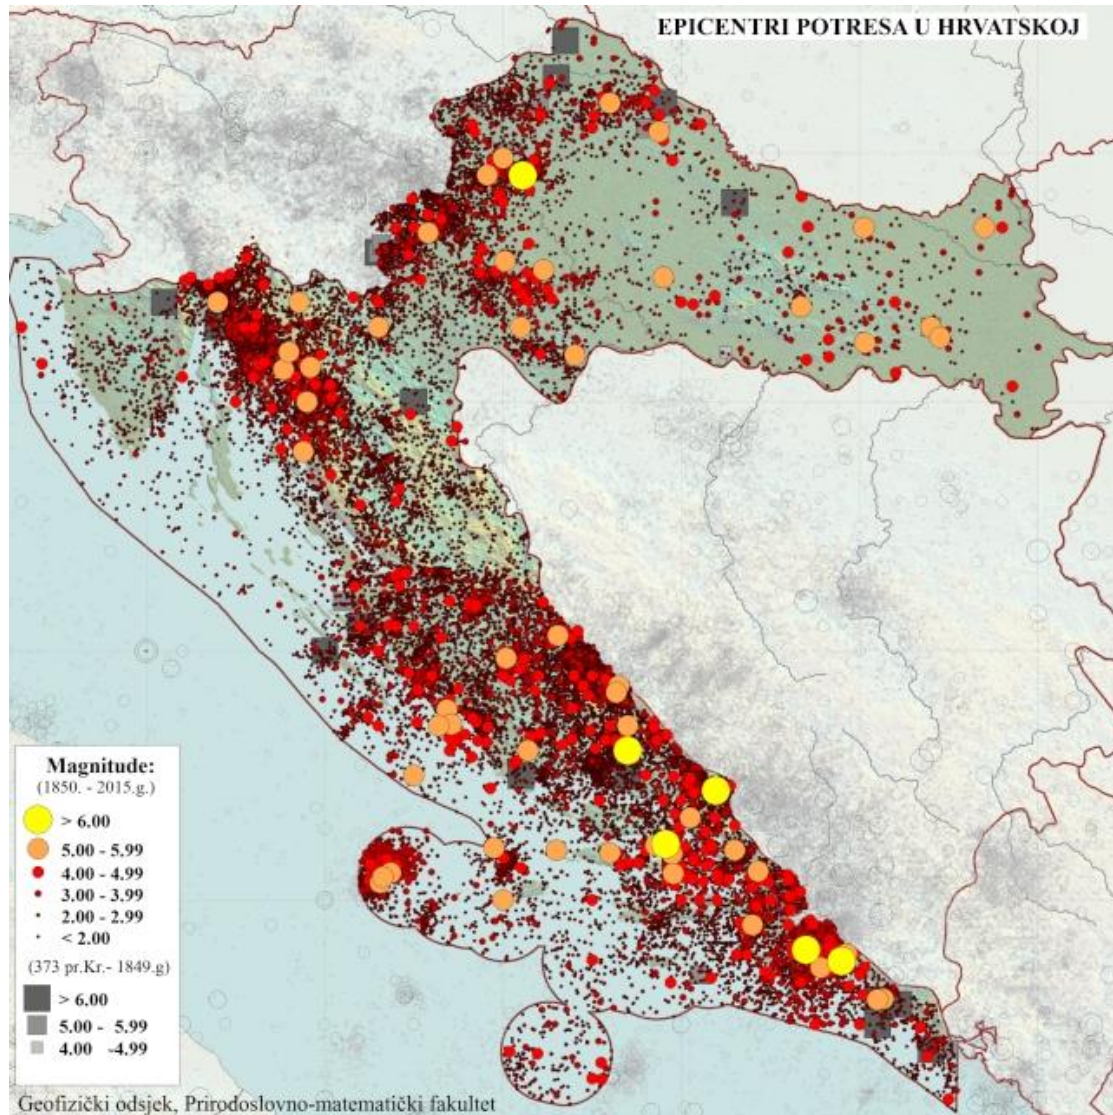 EPICENTRI POTRESA U HRVATSKOJ
Magnitude:
(1850. - 2015.g.)
> 6.00
5.00 - 5.99
4.00 - 4.99
3.00 - 3.99
2.00 - 2.99
< 2.00
(373 pr.Kr.- 1849.g)
> 6.00
5.00 - 5.99
4.00 -4.99
Geofizički odsjek, Prirodoslovno-matematički fakultet